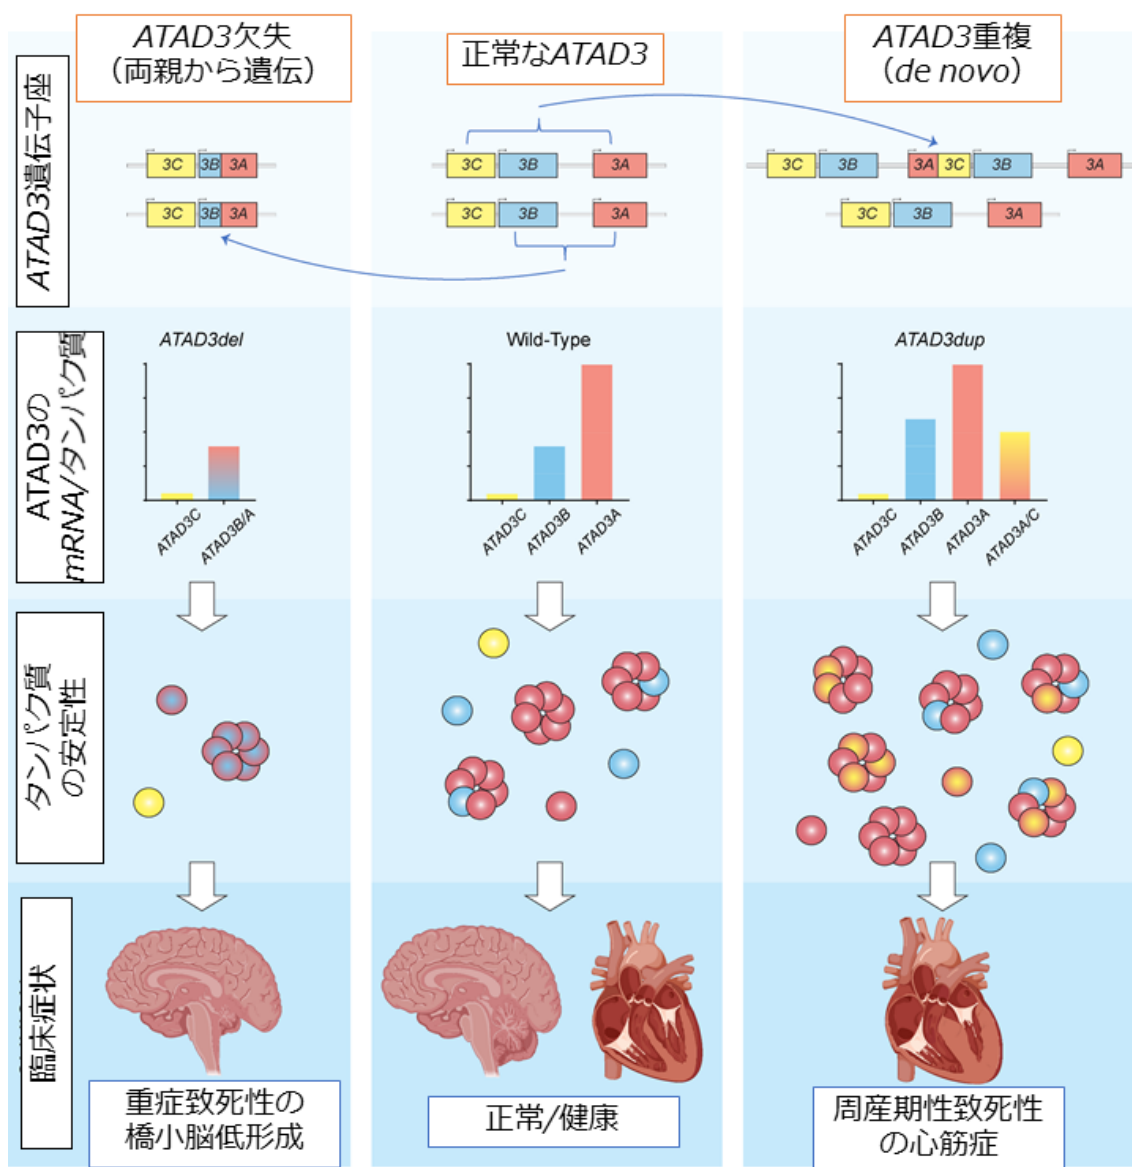 ATAD3欠失
（両親から遺伝）
正常なATAD3
ATAD3重複
（de novo）
ATAD3遺伝子座
3C 3B 3A
3C 3B 3A
3C 3B 3A
3C 3B 3A
3C 3B 3A 3C 3B 3A
3C 3B 3A
ATAD3の
mRNA/タンパク質
ATAD3del
ATAD3C
ATAD3B/A
Wild-Type
ATAD3C
ATAD3B
ATAD3A
ATAD3dup
ATAD3C
ATAD3B
ATAD3A
ATAD3A/C
タンパク質
の安定性
臨床症状
重症致死性の
橋小脳低形成
正常/健康
周産期性致死性
の心筋症